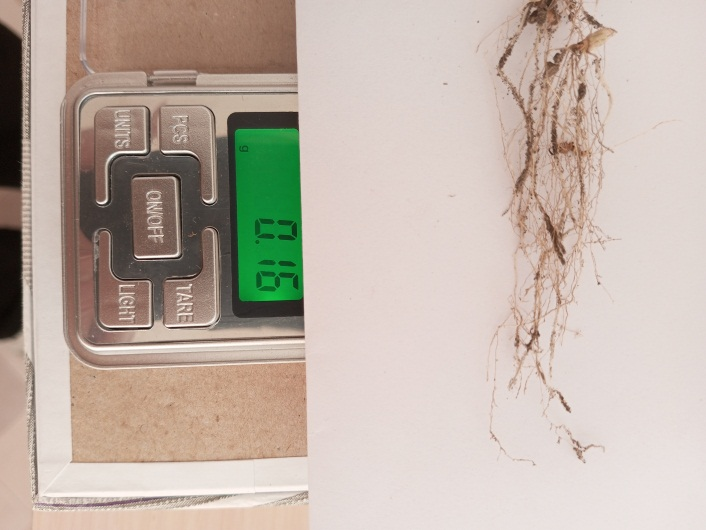 0.16
g
PCS TARE
ON/OFF
UNITS LIGHT